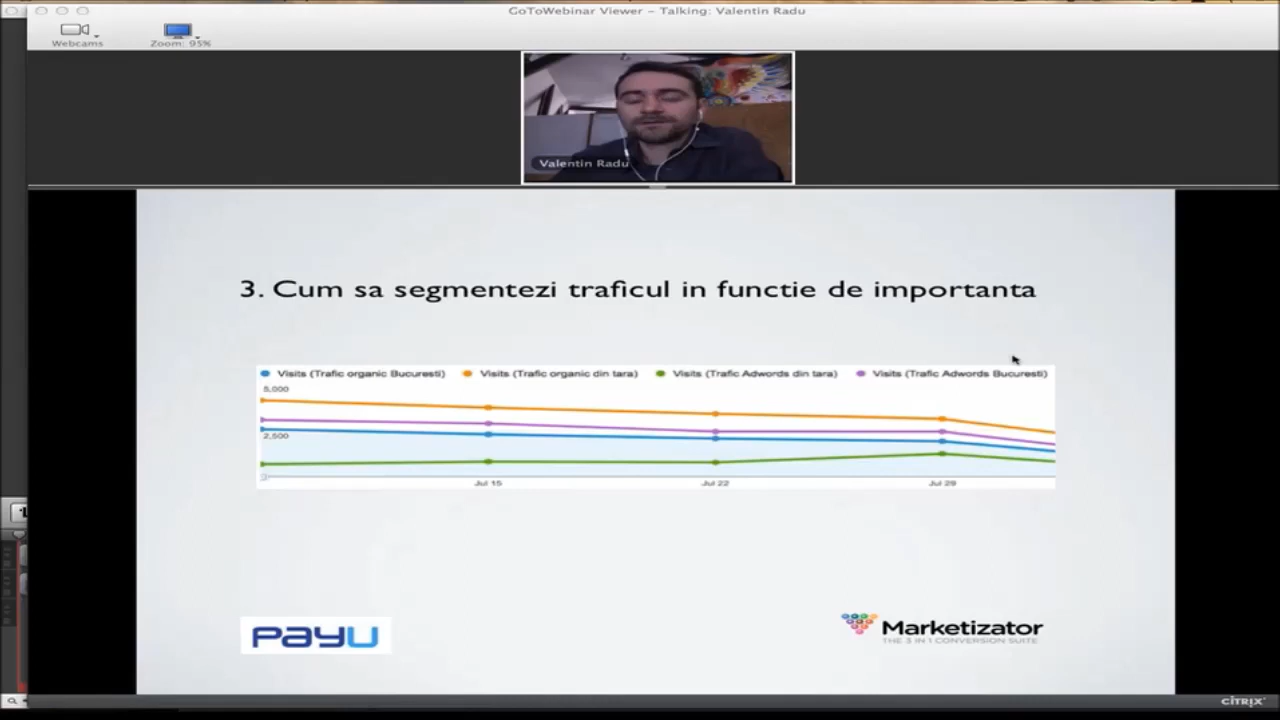 GoToWebinar Viewer – Talking: Valentin Radu
Webcams
Zoom: 95%
Valentin Radu
3. Cum sa segmentezi traficul in functie de importanta
Visits (Trafic organic Bucuresti)
Visits (Trafic organic din tara)
Visits (Trafic Adwords din tara)
Visits (Trafic Adwords Bucuresti)
5,000
2,500
Jul 15
Jul 22
Jul 29
PayU
Marketizator
THE 3 IN 1 CONVERSION SUITE
CITRIX